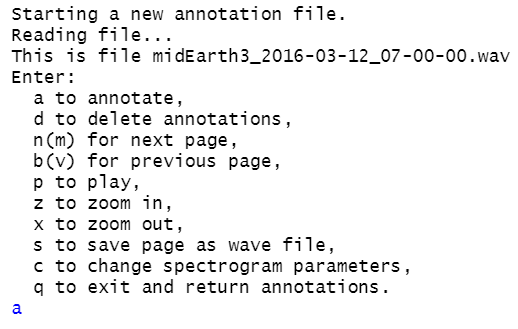 Starting a new annotation file.
Reading file...
This is file midEarth3_2016-03-12_07-00-00.wav
Enter:
  a to annotate,
  d to delete annotations,
  n(m) for next page,
  b(v) for previous page,
  p to play,
  z to zoom in,
  x to zoom out,
  s to save page as wave file,
  c to change spectrogram parameters,
  q to exit and return annotations.
a